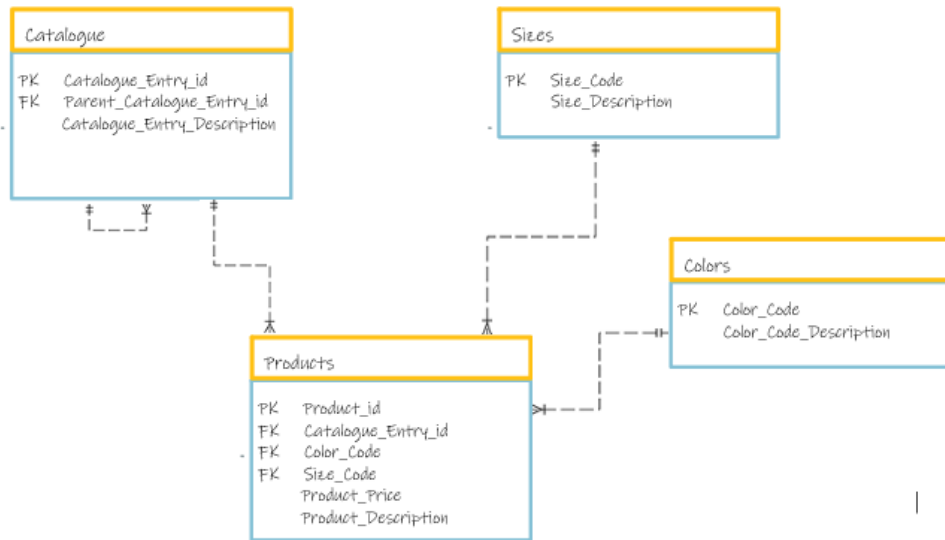 Catalogue
PK Catalogue_Entry_id
FK Parent_Catalogue_Entry_id
Catalogue_Entry_Description
Sizes
PK Size_Code
Size_Description
Colors
PK Color_Code
Color_Code_Description
Products
PK Product_id
FK Catalogue_Entry_id
FK Color_Code
FK Size_Code
Product_Price
Product_Description